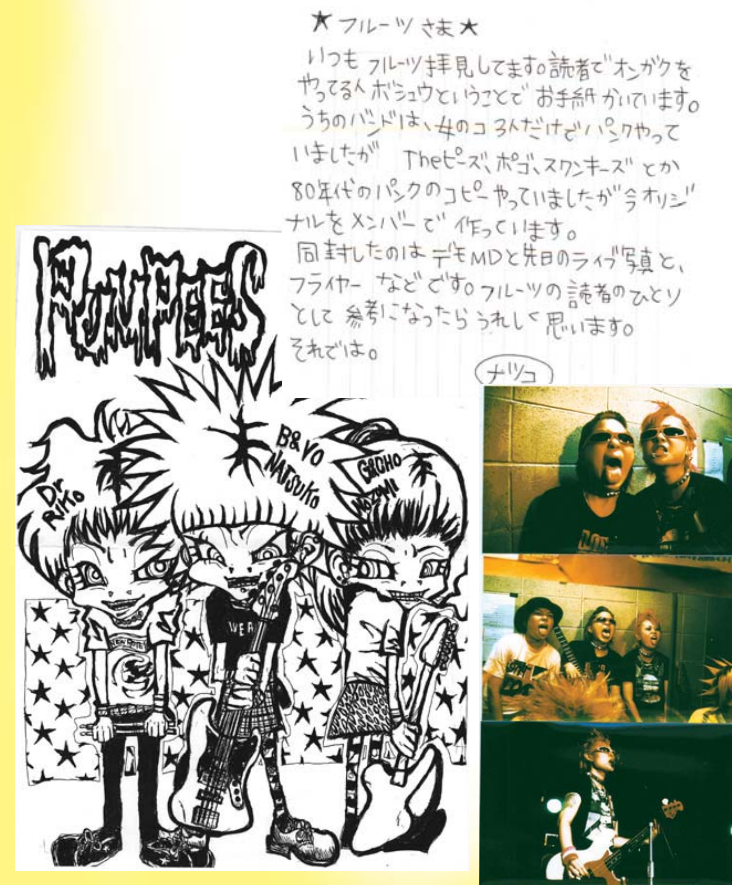 ★フルーツさま★
いつもフルーツ拝見してます。読者でオンガクを
やってる人ボシュウということでお手紙かいています。
うちのバンドは、女のコ3人だけでパンクやって
いましたが Theピーズ、ポゴ、スワンキーズとか
80年代のパンクのコピーやっていましたが今オリジ
ナルをメンバーで作っています。
同封したのはデモMDと先日のライブ写真と、
フライヤーなどです。フルーツの読者のひとり
として参考になったらうれしく思います。
それでは。
ナツコ
PUMPEES
Dr RIKO
B&VO NATSUKO
G&CHO